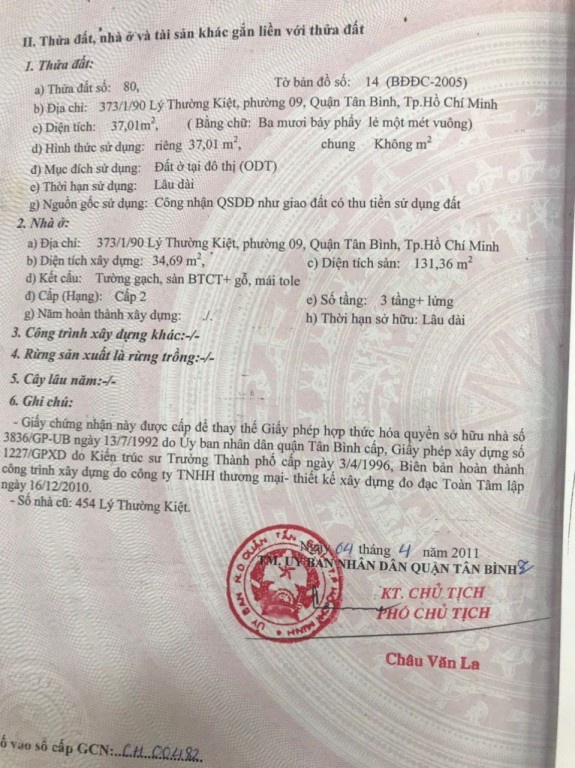 II. Thửa đất, nhà ở và tài sản khác gắn liền với thửa đất
1. Thửa đất:
a) Thửa đất số: 80, Tờ bản đồ số: 14 (BĐĐC-2005)
b) Địa chỉ: 373/1/90 Lý Thường Kiệt, phường 09, Quận Tân Bình, Tp.Hồ Chí Minh
c) Diện tích: 37,01m², ( Bằng chữ: Ba mươi bảy phẩy lẻ một mét vuông)
d) Hình thức sử dụng: riêng 37,01 m², chung Không m²
đ) Mục đích sử dụng: Đất ở tại đô thị (ODT)
e) Thời hạn sử dụng: Lâu dài
g) Nguồn gốc sử dụng: Công nhận QSDĐ như giao đất có thu tiền sử dụng đất
2. Nhà ở:
a) Địa chỉ: 373/1/90 Lý Thường Kiệt, phường 09, Quận Tân Bình, Tp.Hồ Chí Minh
b) Diện tích xây dựng: 34,69 m², c) Diện tích sàn: 131,36 m²
d) Kết cấu: Tường gạch, sàn BTCT+ gỗ, mái tole
đ) Cấp (Hạng): Cấp 2 e) Số tầng: 3 tầng+ lửng
g) Năm hoàn thành xây dựng: ./. h) Thời hạn sở hữu: Lâu dài
3. Công trình xây dựng khác:-/-
4. Rừng sản xuất là rừng trồng:-/-
5. Cây lâu năm:-/-
6. Ghi chú:
- Giấy chứng nhận này được cấp để thay thế Giấy phép hợp thức hóa quyền sở hữu nhà số
3836/GP-UB ngày 13/7/1992 do Ủy ban nhân dân quận Tân Bình cấp, Giấy phép xây dựng số
1227/GPXD do Kiến trúc sư Trưởng Thành phố cấp ngày 3/4/1996, Biên bản hoàn thành
công trình xây dựng do công ty TNHH thương mại- thiết kế xây dựng đo đạc Toàn Tâm lập
ngày 16/12/2010.
- Số nhà cũ: 454 Lý Thường Kiệt.
Ngày 04 tháng 4 năm 2011
TM. ỦY BAN NHÂN DÂN QUẬN TÂN BÌNH
KT. CHỦ TỊCH
PHÓ CHỦ TỊCH
ỦY BAN N.D QUẬN TÂN BÌNH T.P HỒ CHÍ MINH
Châu Văn La
ố vào sổ cấp GCN:..CH 00482..